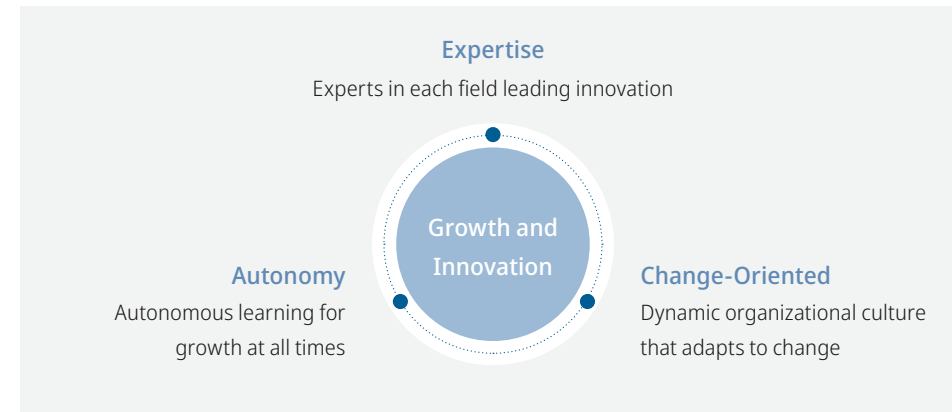 Expertise
Experts in each field leading innovation
Growth and
Innovation
Autonomy
Autonomous learning for
growth at all times
Change-Oriented
Dynamic organizational culture
that adapts to change